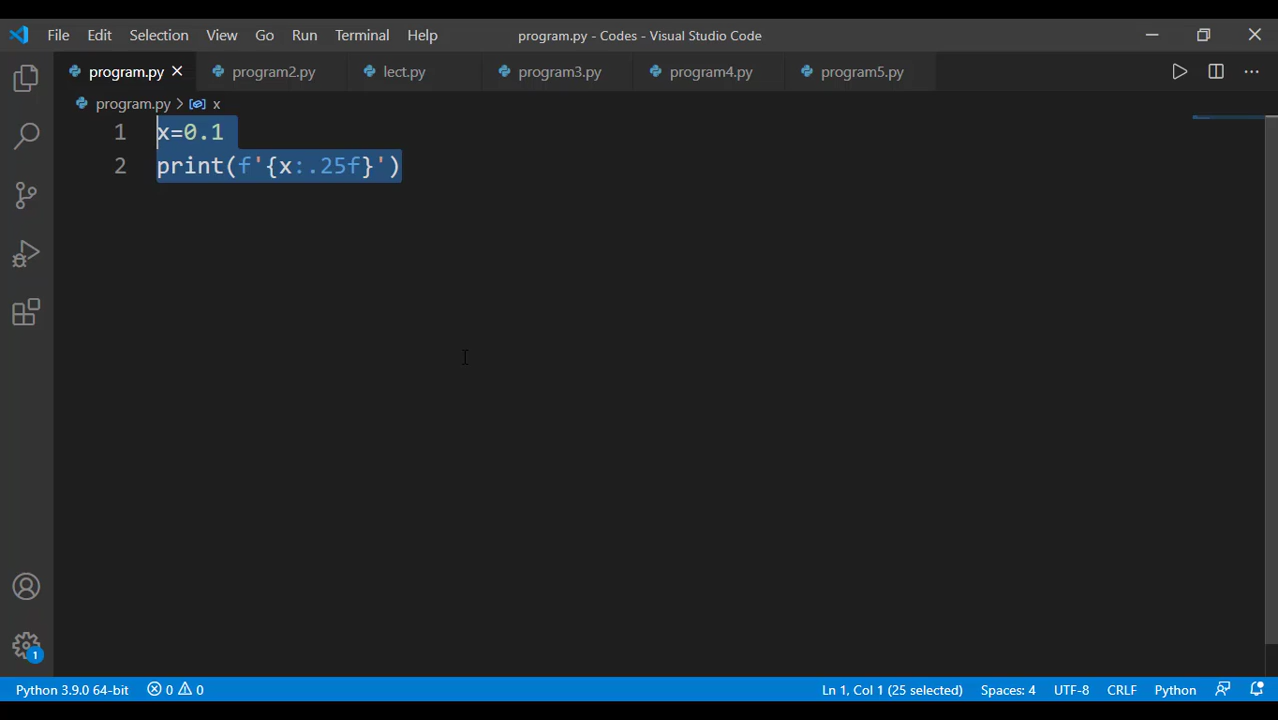 File Edit Selection View Go Run Terminal Help program.py - Codes - Visual Studio Code
program.py program2.py lect.py program3.py program4.py program5.py
program.py > x
1 x=0.1
2 print(f'{x:.25f}')
1
Python 3.9.0 64-bit 0 0 Ln 1, Col 1 (25 selected) Spaces: 4 UTF-8 CRLF Python